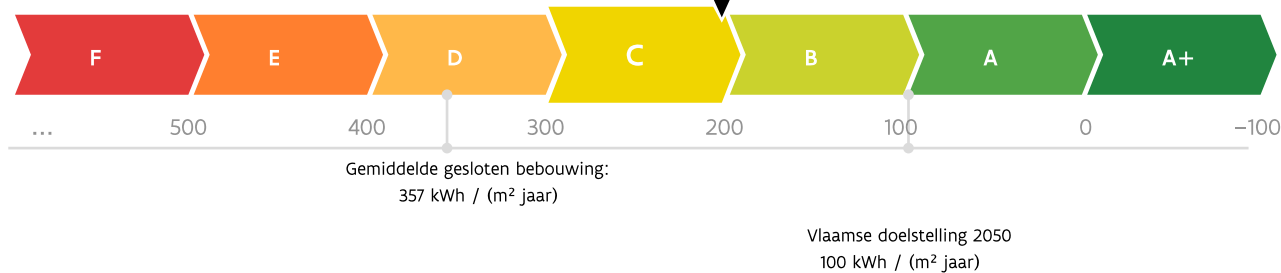 F E D C B A A+
... 500 400 300 200 100 0 −100
Gemiddelde gesloten bebouwing:
357 kWh / (m² jaar)
Vlaamse doelstelling 2050
100 kWh / (m² jaar)